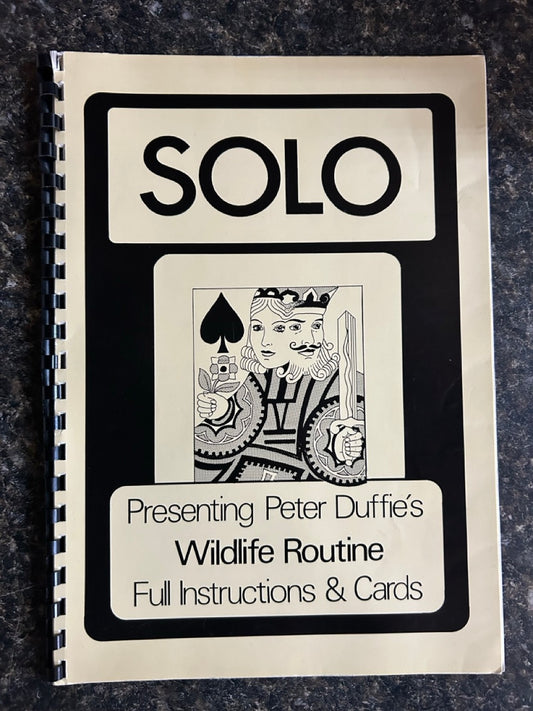 SOLO
Presenting Peter Duffie's
Wildlife Routine
Full Instructions & Cards